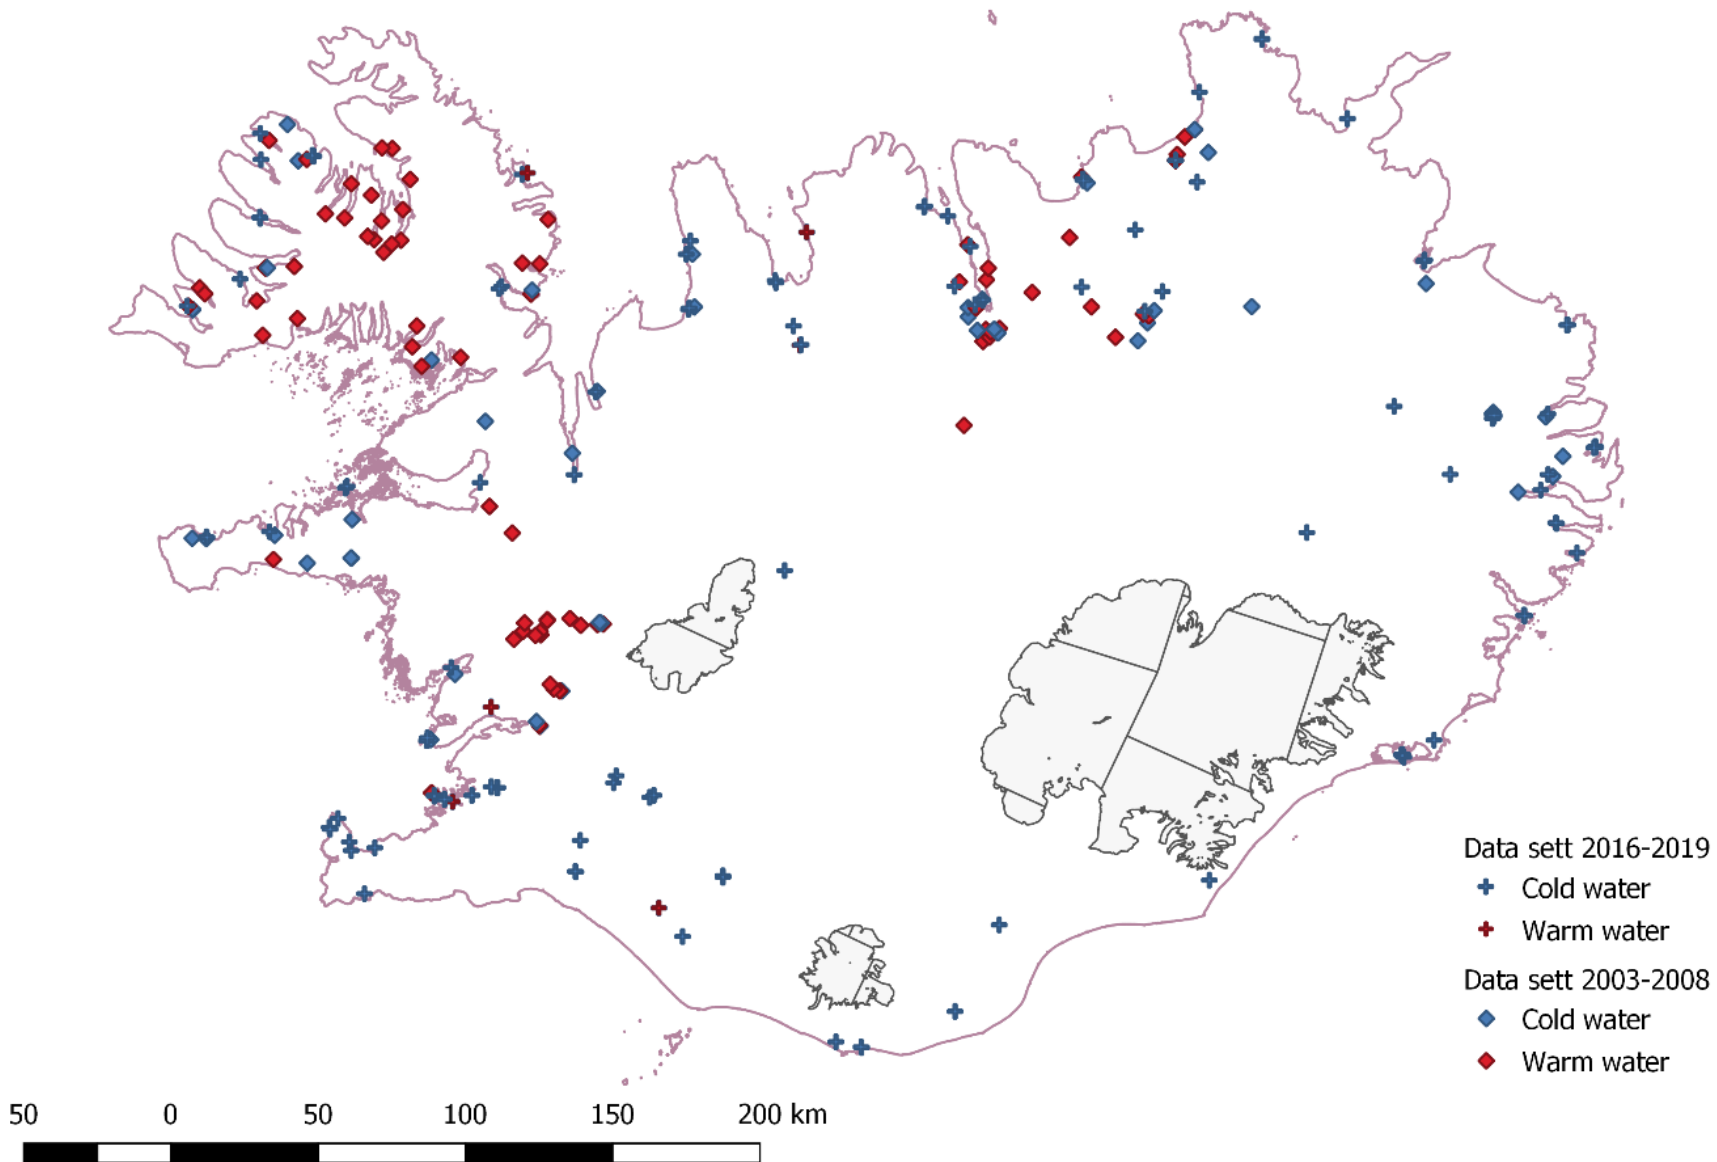 Data sett 2016-2019
Cold water
Warm water
Data sett 2003-2008
Cold water
Warm water
50 0 50 100 150 200 km